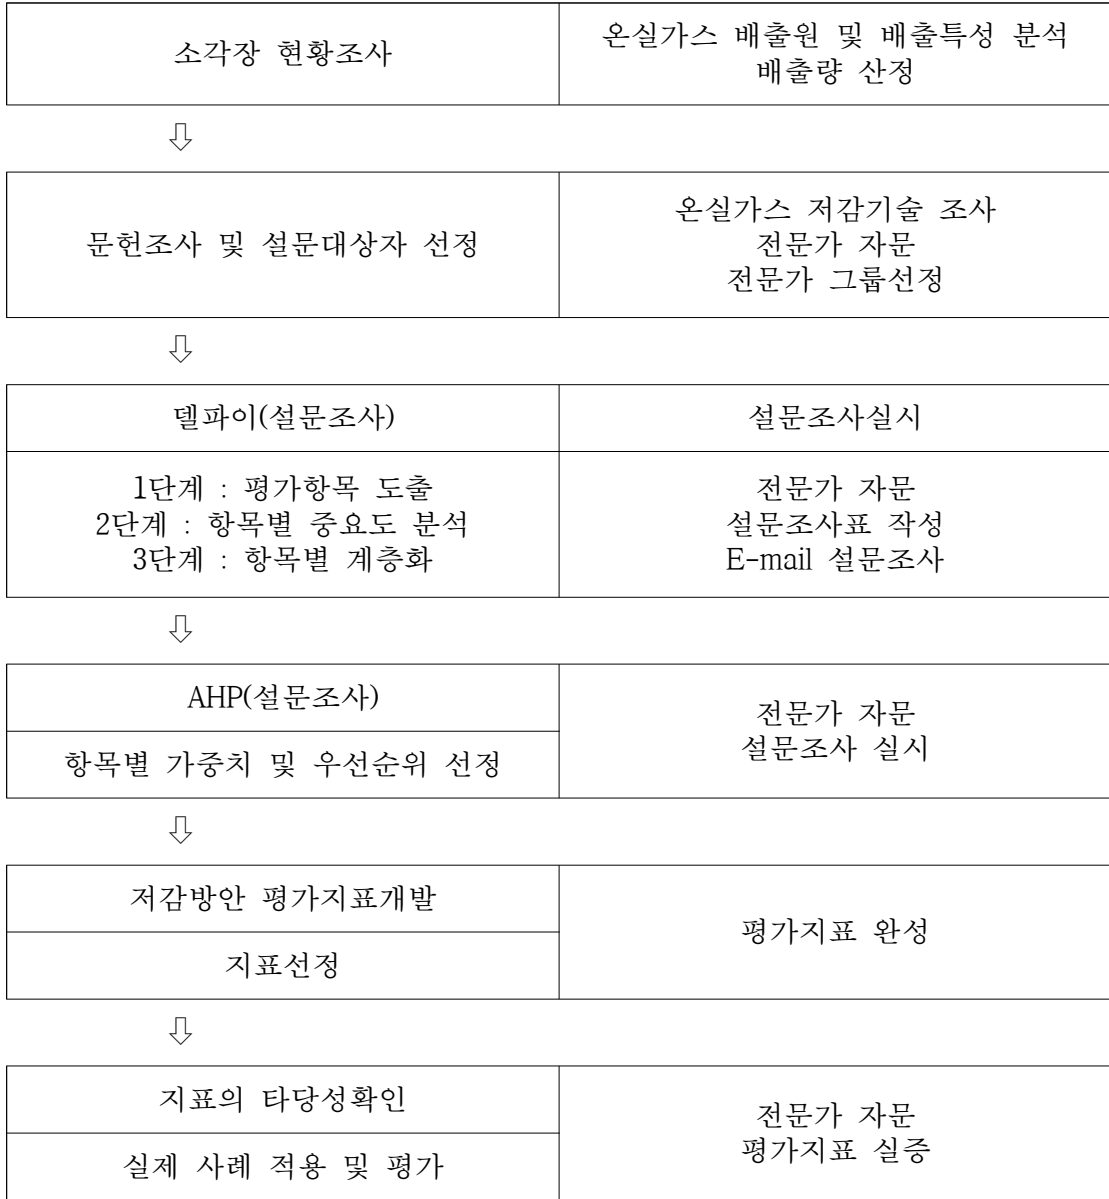 소각장 현황조사
온실가스 배출원 및 배출특성 분석
배출량 산정
⇩
문헌조사 및 설문대상자 선정
온실가스 저감기술 조사
전문가 자문
전문가 그룹선정
⇩
델파이(설문조사)
설문조사실시
1단계 : 평가항목 도출
2단계 : 항목별 중요도 분석
3단계 : 항목별 계층화
전문가 자문
설문조사표 작성
E-mail 설문조사
⇩
AHP(설문조사)
항목별 가중치 및 우선순위 선정
전문가 자문
설문조사 실시
⇩
저감방안 평가지표개발
지표선정
평가지표 완성
⇩
지표의 타당성확인
실제 사례 적용 및 평가
전문가 자문
평가지표 실증